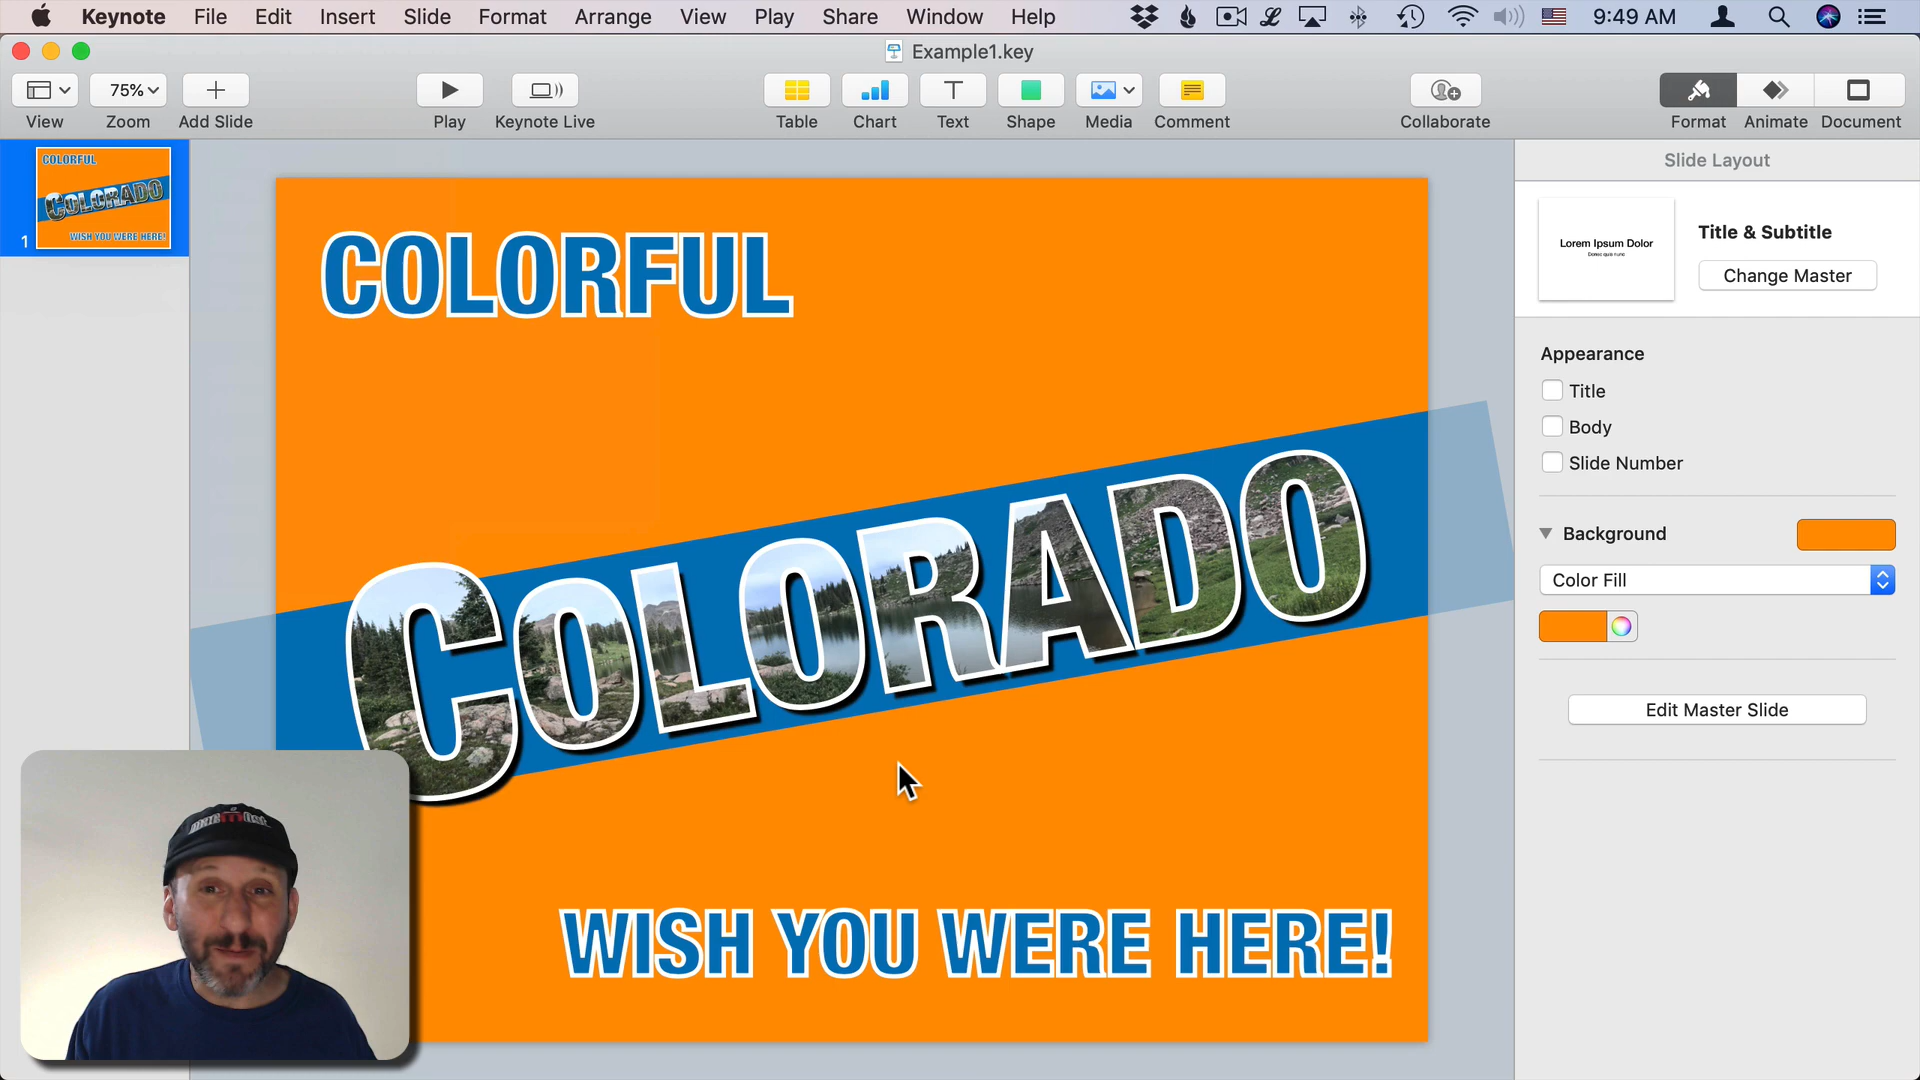 Keynote File Edit Insert Slide Format Arrange View Play Share Window Help 9:49 AM
Example1.key
75%
View Zoom Add Slide Play Keynote Live Table Chart Text Shape Media Comment Collaborate Format Animate Document
COLORFUL
COLORADO
WISH YOU WERE HERE!
1
COLORFUL
COLORADO
WISH YOU WERE HERE!
Slide Layout
Lorem Ipsum Dolor
Donec quis nunc
Title & Subtitle
Change Master
Appearance
Title
Body
Slide Number
Background
Color Fill
Edit Master Slide